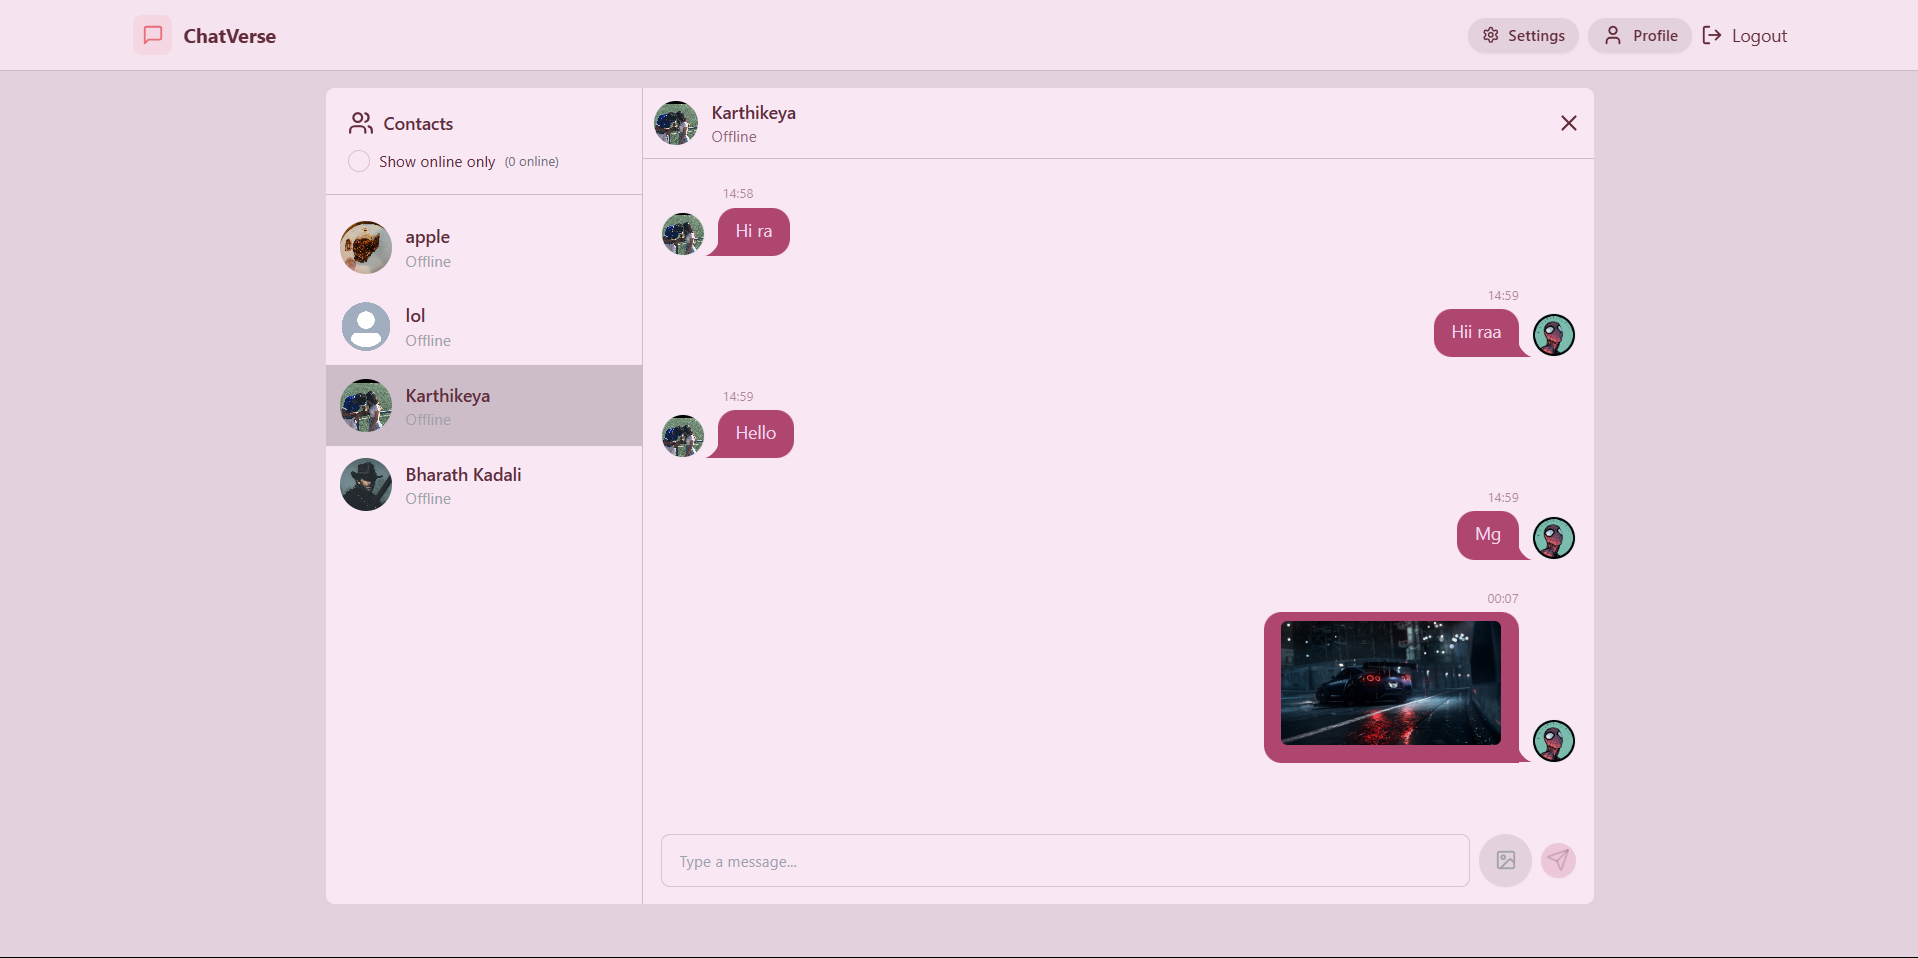 ChatVerse
Settings
Profile
Logout
Contacts
Show online only (0 online)
apple
Offline
lol
Offline
Karthikeya
Offline
Bharath Kadali
Offline
Karthikeya
Offline
14:58
Hi ra
14:59
Hii raa
14:59
Hello
14:59
Mg
00:07
Type a message...